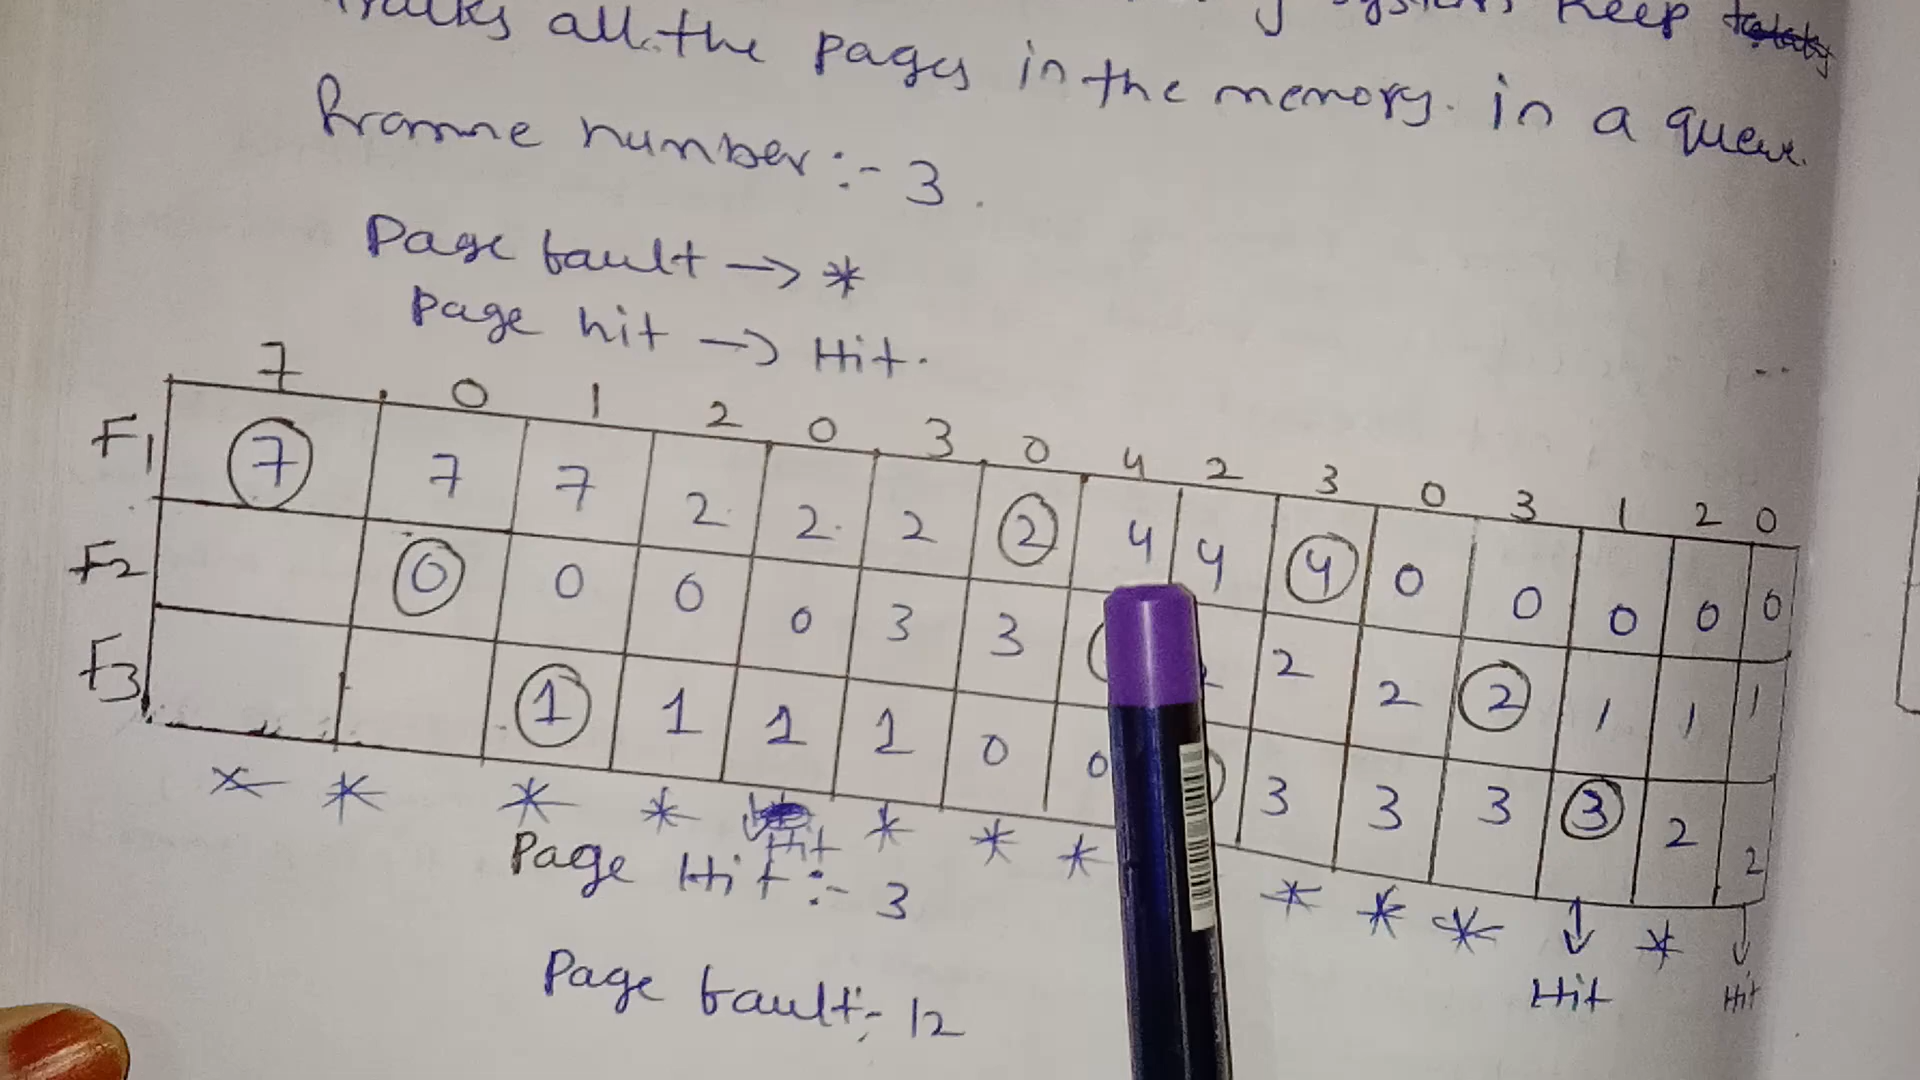 all the pages in the memory. in a queue.
Frame number :- 3.
Page fault → *
Page hit → Hit.
7 0 1 2 0 3 0 4 2 3 0 3 1 2 0
F1 7 7 7 2 2 2 2 4 4 4 0 0 0 0 0
F2 0 0 0 0 3 3 2 2 2 1 1 1
F3 1 1 1 1 0 0 3 3 3 3 2 2
* * * * Hit * * * * * * Hit * Hit
Page Hit :- 3
Page fault :- 12